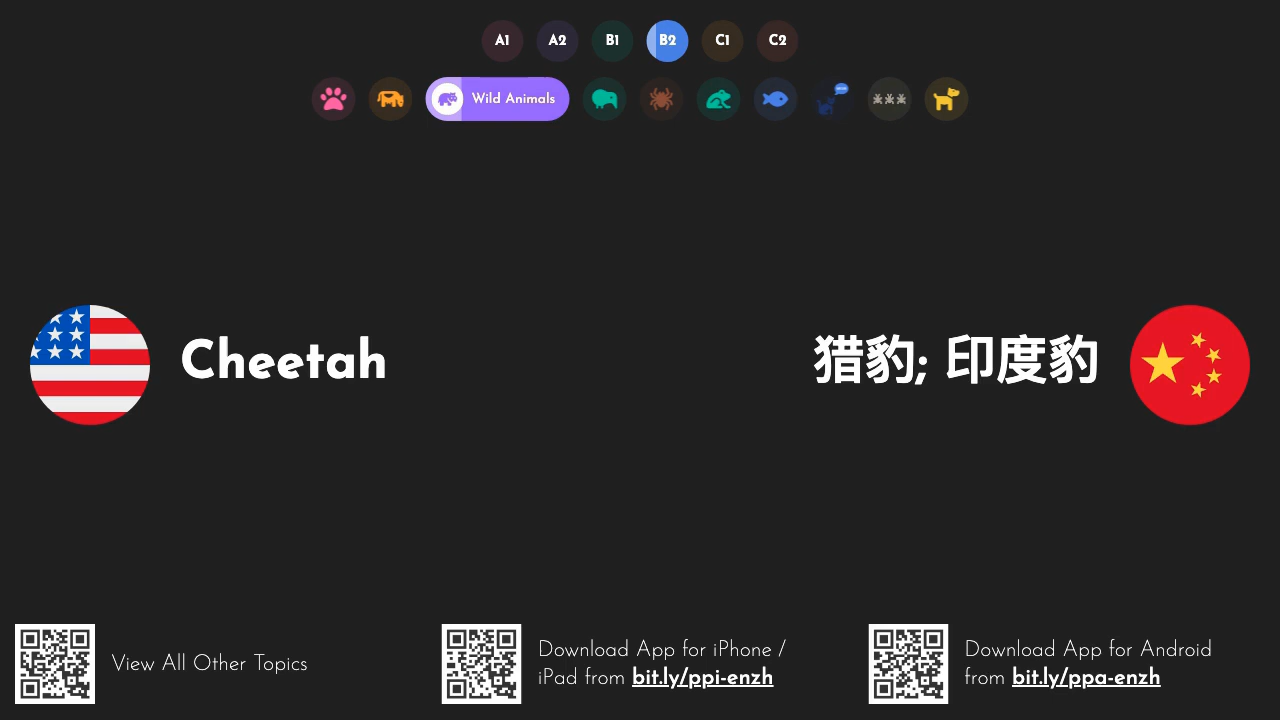 A1 A2 B1 B2 C1 C2
Wild Animals
Cheetah
猎豹; 印度豹
View All Other Topics
Download App for iPhone /
iPad from bit.ly/ppi-enzh
Download App for Android
from bit.ly/ppa-enzh